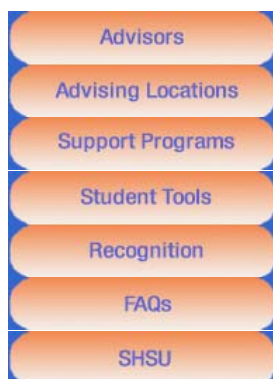 Advisors
Advising Locations
Support Programs
Student Tools
Recognition
FAQs
SHSU